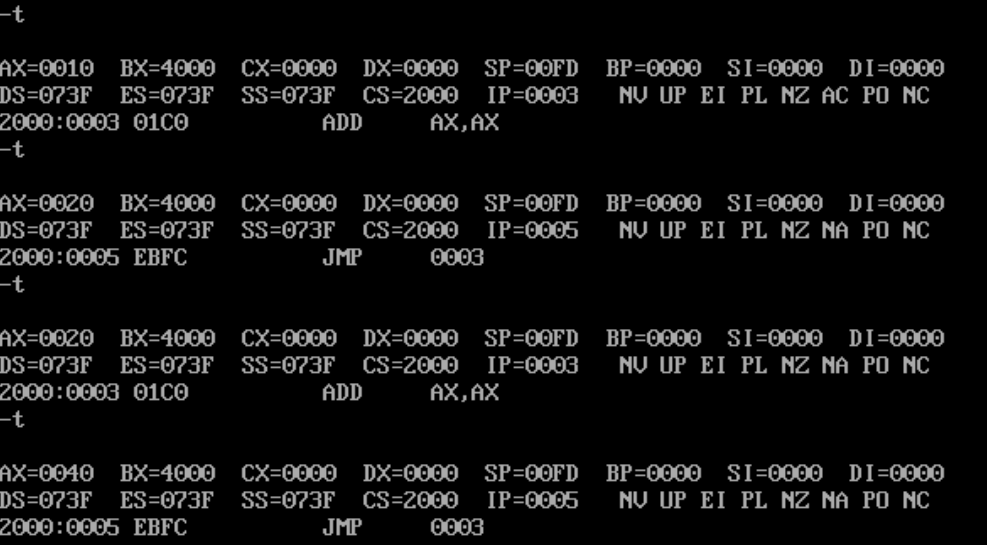 -t
AX=0010 BX=4000 CX=0000 DX=0000 SP=00FD BP=0000 SI=0000 DI=0000
DS=073F ES=073F SS=073F CS=2000 IP=0003 NV UP EI PL NZ AC PO NC
2000:0003 01C0 ADD AX,AX
-t
AX=0020 BX=4000 CX=0000 DX=0000 SP=00FD BP=0000 SI=0000 DI=0000
DS=073F ES=073F SS=073F CS=2000 IP=0005 NV UP EI PL NZ NA PO NC
2000:0005 EBFC JMP 0003
-t
AX=0020 BX=4000 CX=0000 DX=0000 SP=00FD BP=0000 SI=0000 DI=0000
DS=073F ES=073F SS=073F CS=2000 IP=0003 NV UP EI PL NZ NA PO NC
2000:0003 01C0 ADD AX,AX
-t
AX=0040 BX=4000 CX=0000 DX=0000 SP=00FD BP=0000 SI=0000 DI=0000
DS=073F ES=073F SS=073F CS=2000 IP=0005 NV UP EI PL NZ NA PO NC
2000:0005 EBFC JMP 0003